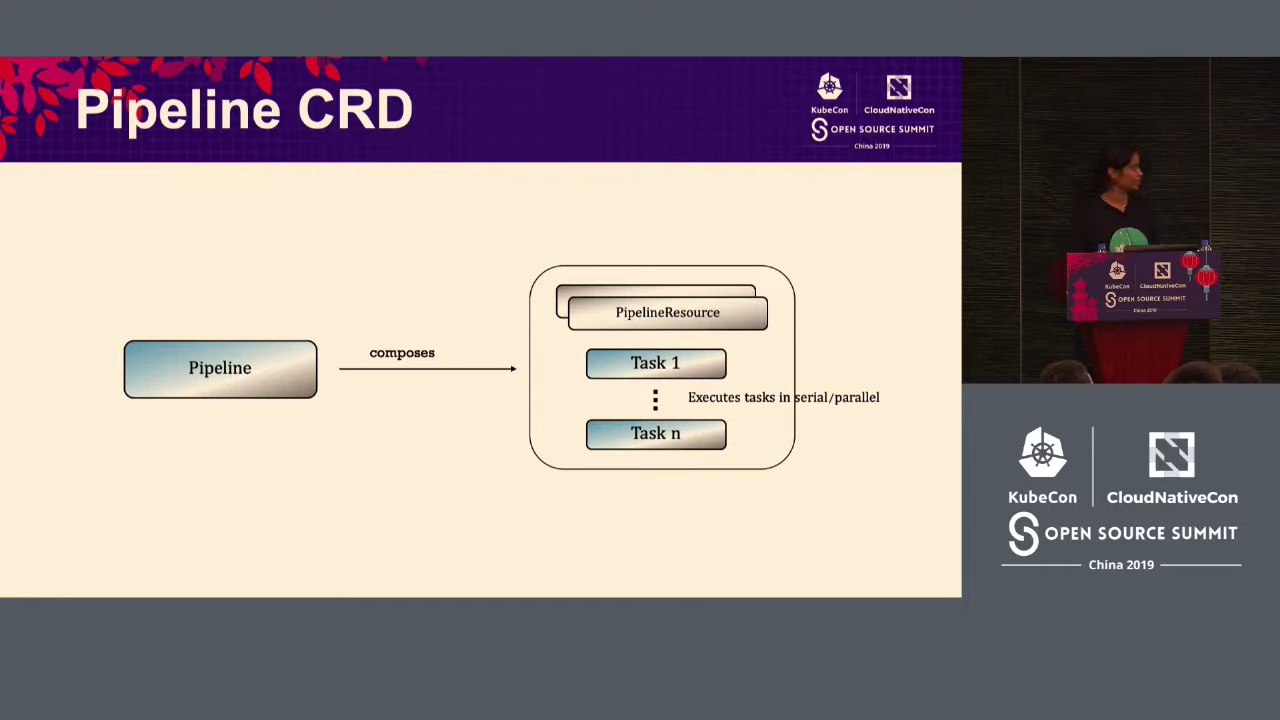 Pipeline CRD
KubeCon
CloudNativeCon
OPEN SOURCE SUMMIT
China 2019
PipelineResource
Pipeline
composes
Task 1
Executes tasks in serial/parallel
Task n
KubeCon
CloudNativeCon
OPEN SOURCE SUMMIT
China 2019
KubeCon
CloudNativeCon
OPEN SOURCE SUMMIT
China 2019